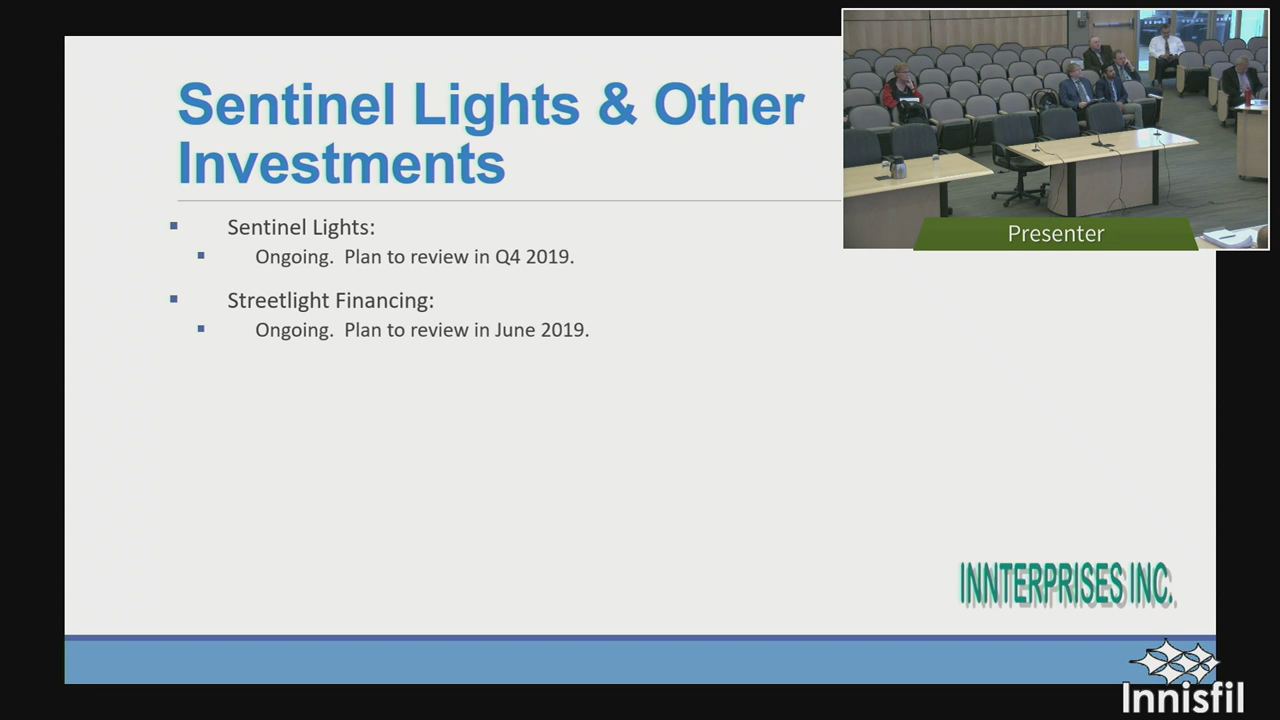 Sentinel Lights & Other
Investments
▪ Sentinel Lights:
▪ Ongoing. Plan to review in Q4 2019.
▪ Streetlight Financing:
▪ Ongoing. Plan to review in June 2019.
Presenter
INNTERPRISES INC.
Innisfil